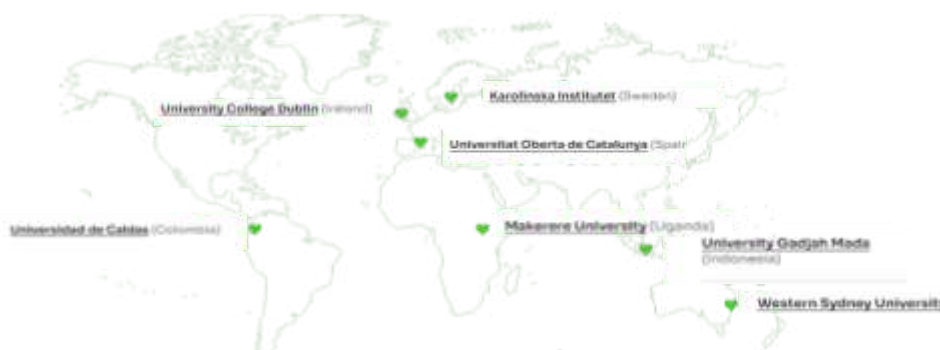 Karolinska Institutet (Sweden)
University College Dublin (Ireland)
Universitat Oberta de Catalunya (Spain
Universidad de Caldas (Colombia)
Makerere University (Uganda)
University Gadjah Mada
(Indonesia)
Western Sydney Universit